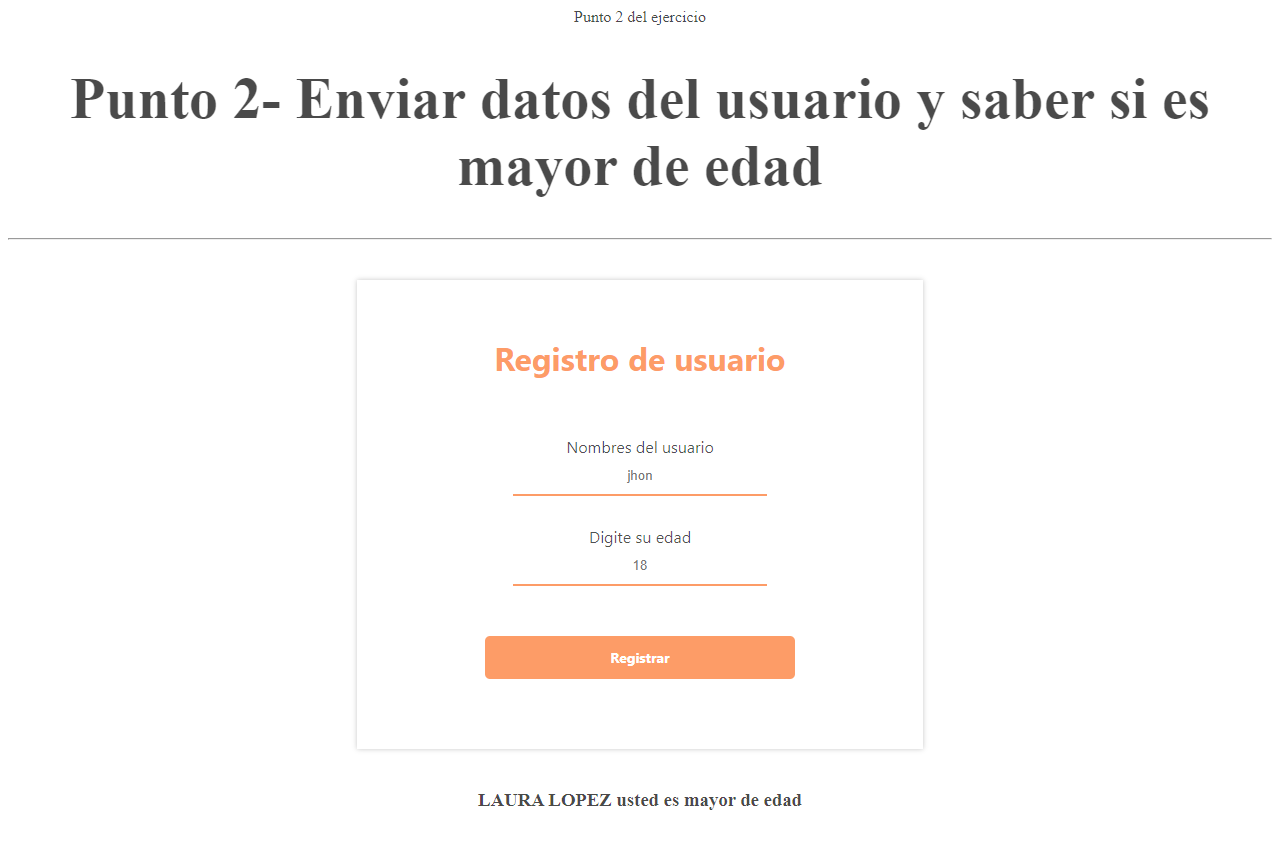 Punto 2 del ejercicio
Punto 2- Enviar datos del usuario y saber si es
mayor de edad
Registro de usuario
Nombres del usuario
jhon
Digite su edad
18
Registrar
LAURA LOPEZ usted es mayor de edad